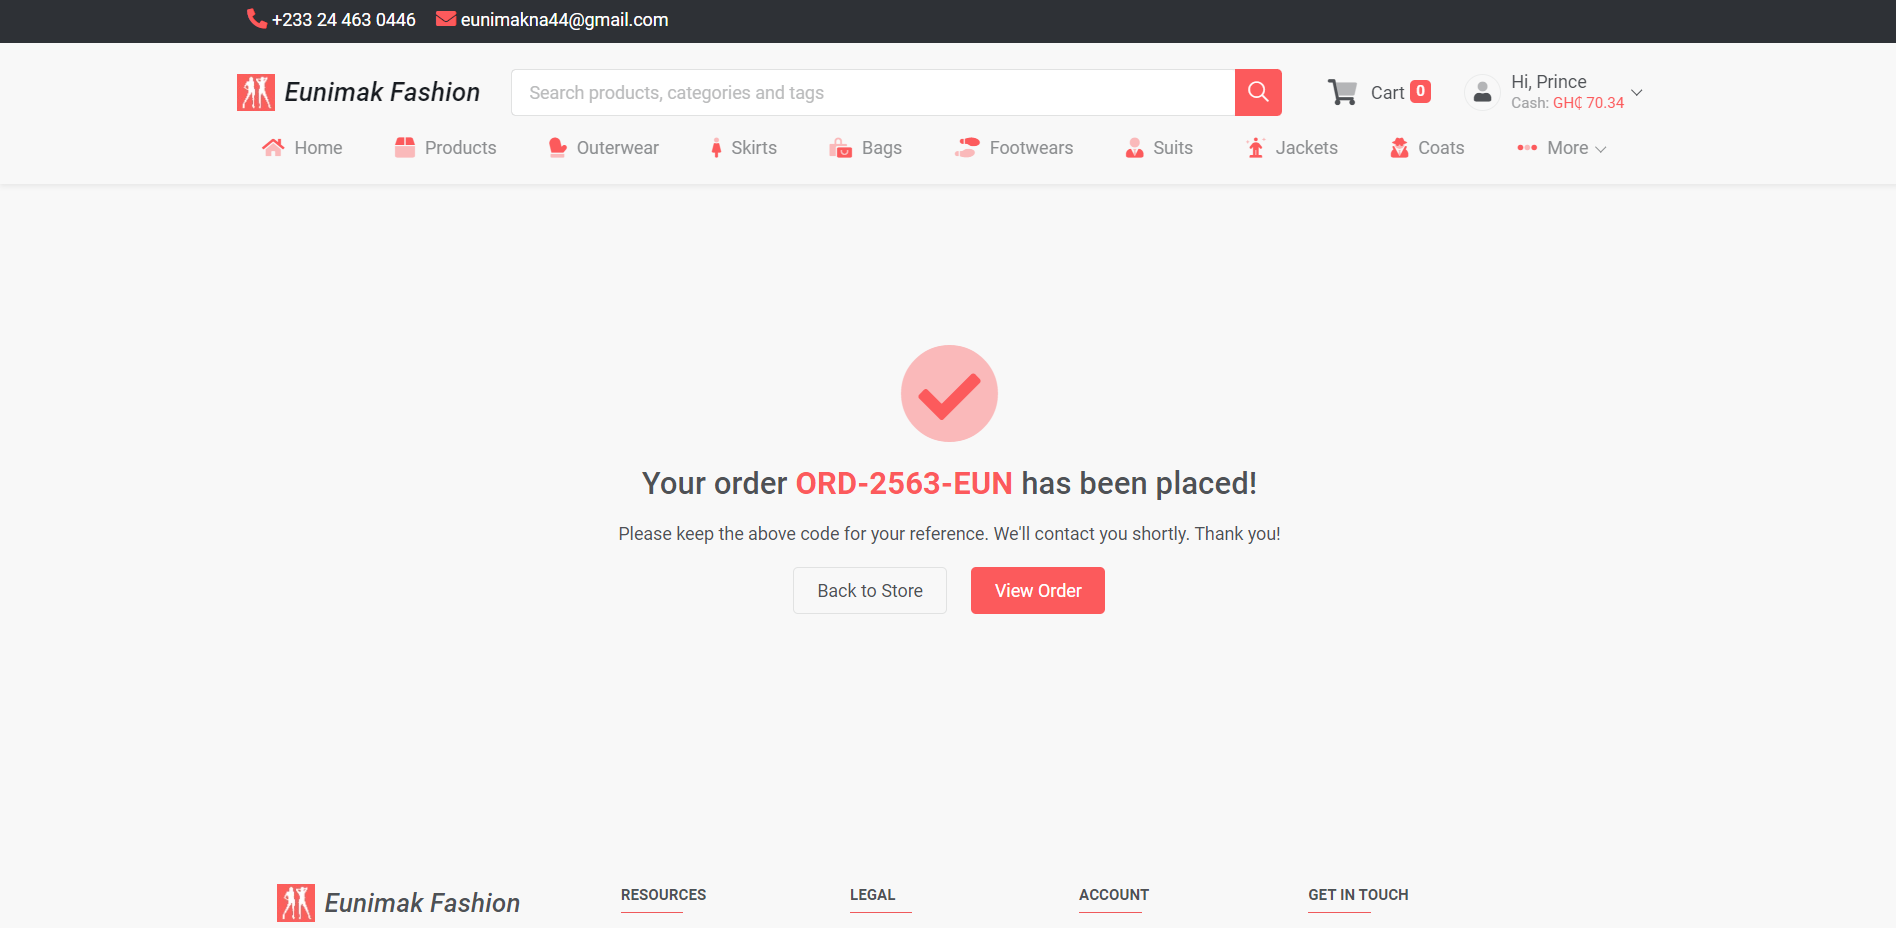 +233 24 463 0446 eunimakna44@gmail.com
Eunimak Fashion
Search products, categories and tags
Cart 0
Hi, Prince
Cash: GH₵ 70.34
Home Products Outerwear Skirts Bags Footwears Suits Jackets Coats More
Your order ORD-2563-EUN has been placed!
Please keep the above code for your reference. We'll contact you shortly. Thank you!
Back to Store View Order
Eunimak Fashion
RESOURCES LEGAL ACCOUNT GET IN TOUCH